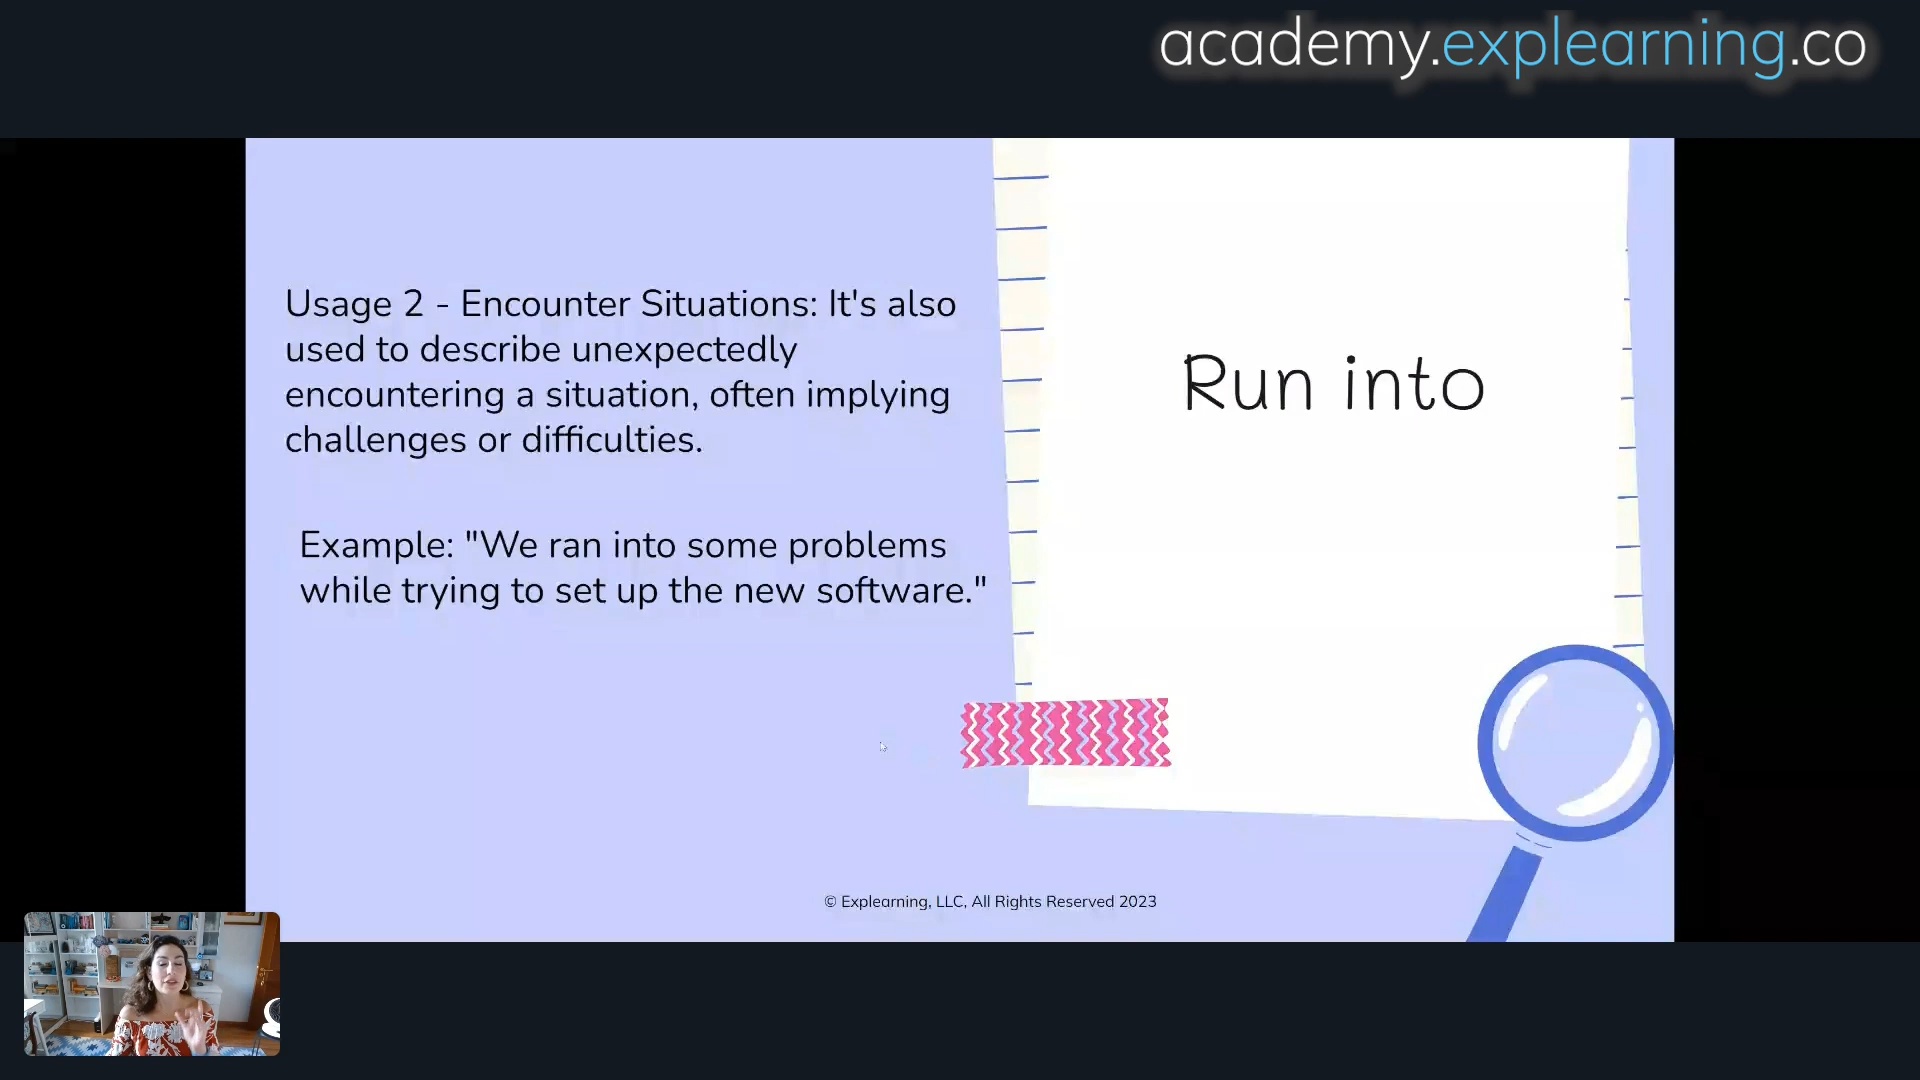 academy.explearning.co
Usage 2 - Encounter Situations: It's also
used to describe unexpectedly
encountering a situation, often implying
challenges or difficulties.
Example: "We ran into some problems
while trying to set up the new software."
Run into
© Explearning, LLC, All Rights Reserved 2023